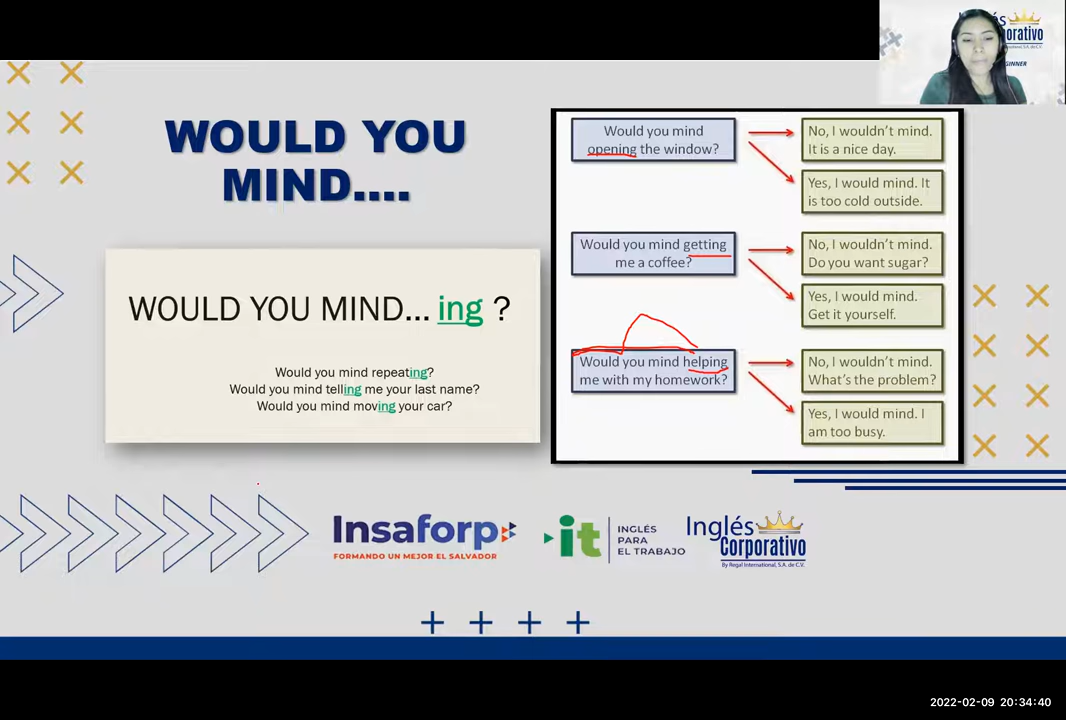 és
orporativo
GINNER
WOULD YOU
MIND....
WOULD YOU MIND... ing ?
Would you mind repeating?
Would you mind telling me your last name?
Would you mind moving your car?
Would you mind
opening the window?
No, I wouldn't mind.
It is a nice day.
Yes, I would mind. It
is too cold outside.
Would you mind getting
me a coffee?
No, I wouldn't mind.
Do you want sugar?
Yes, I would mind.
Get it yourself.
Would you mind helping
me with my homework?
No, I wouldn't mind.
What's the problem?
Yes, I would mind. I
am too busy.
Insaforp
FORMANDO UN MEJOR EL SALVADOR
it
INGLÉS
PARA
EL TRABAJO
Inglés
Corporativo
By Regal International, S.A. de C.V.
2022-02-09 20:34:40